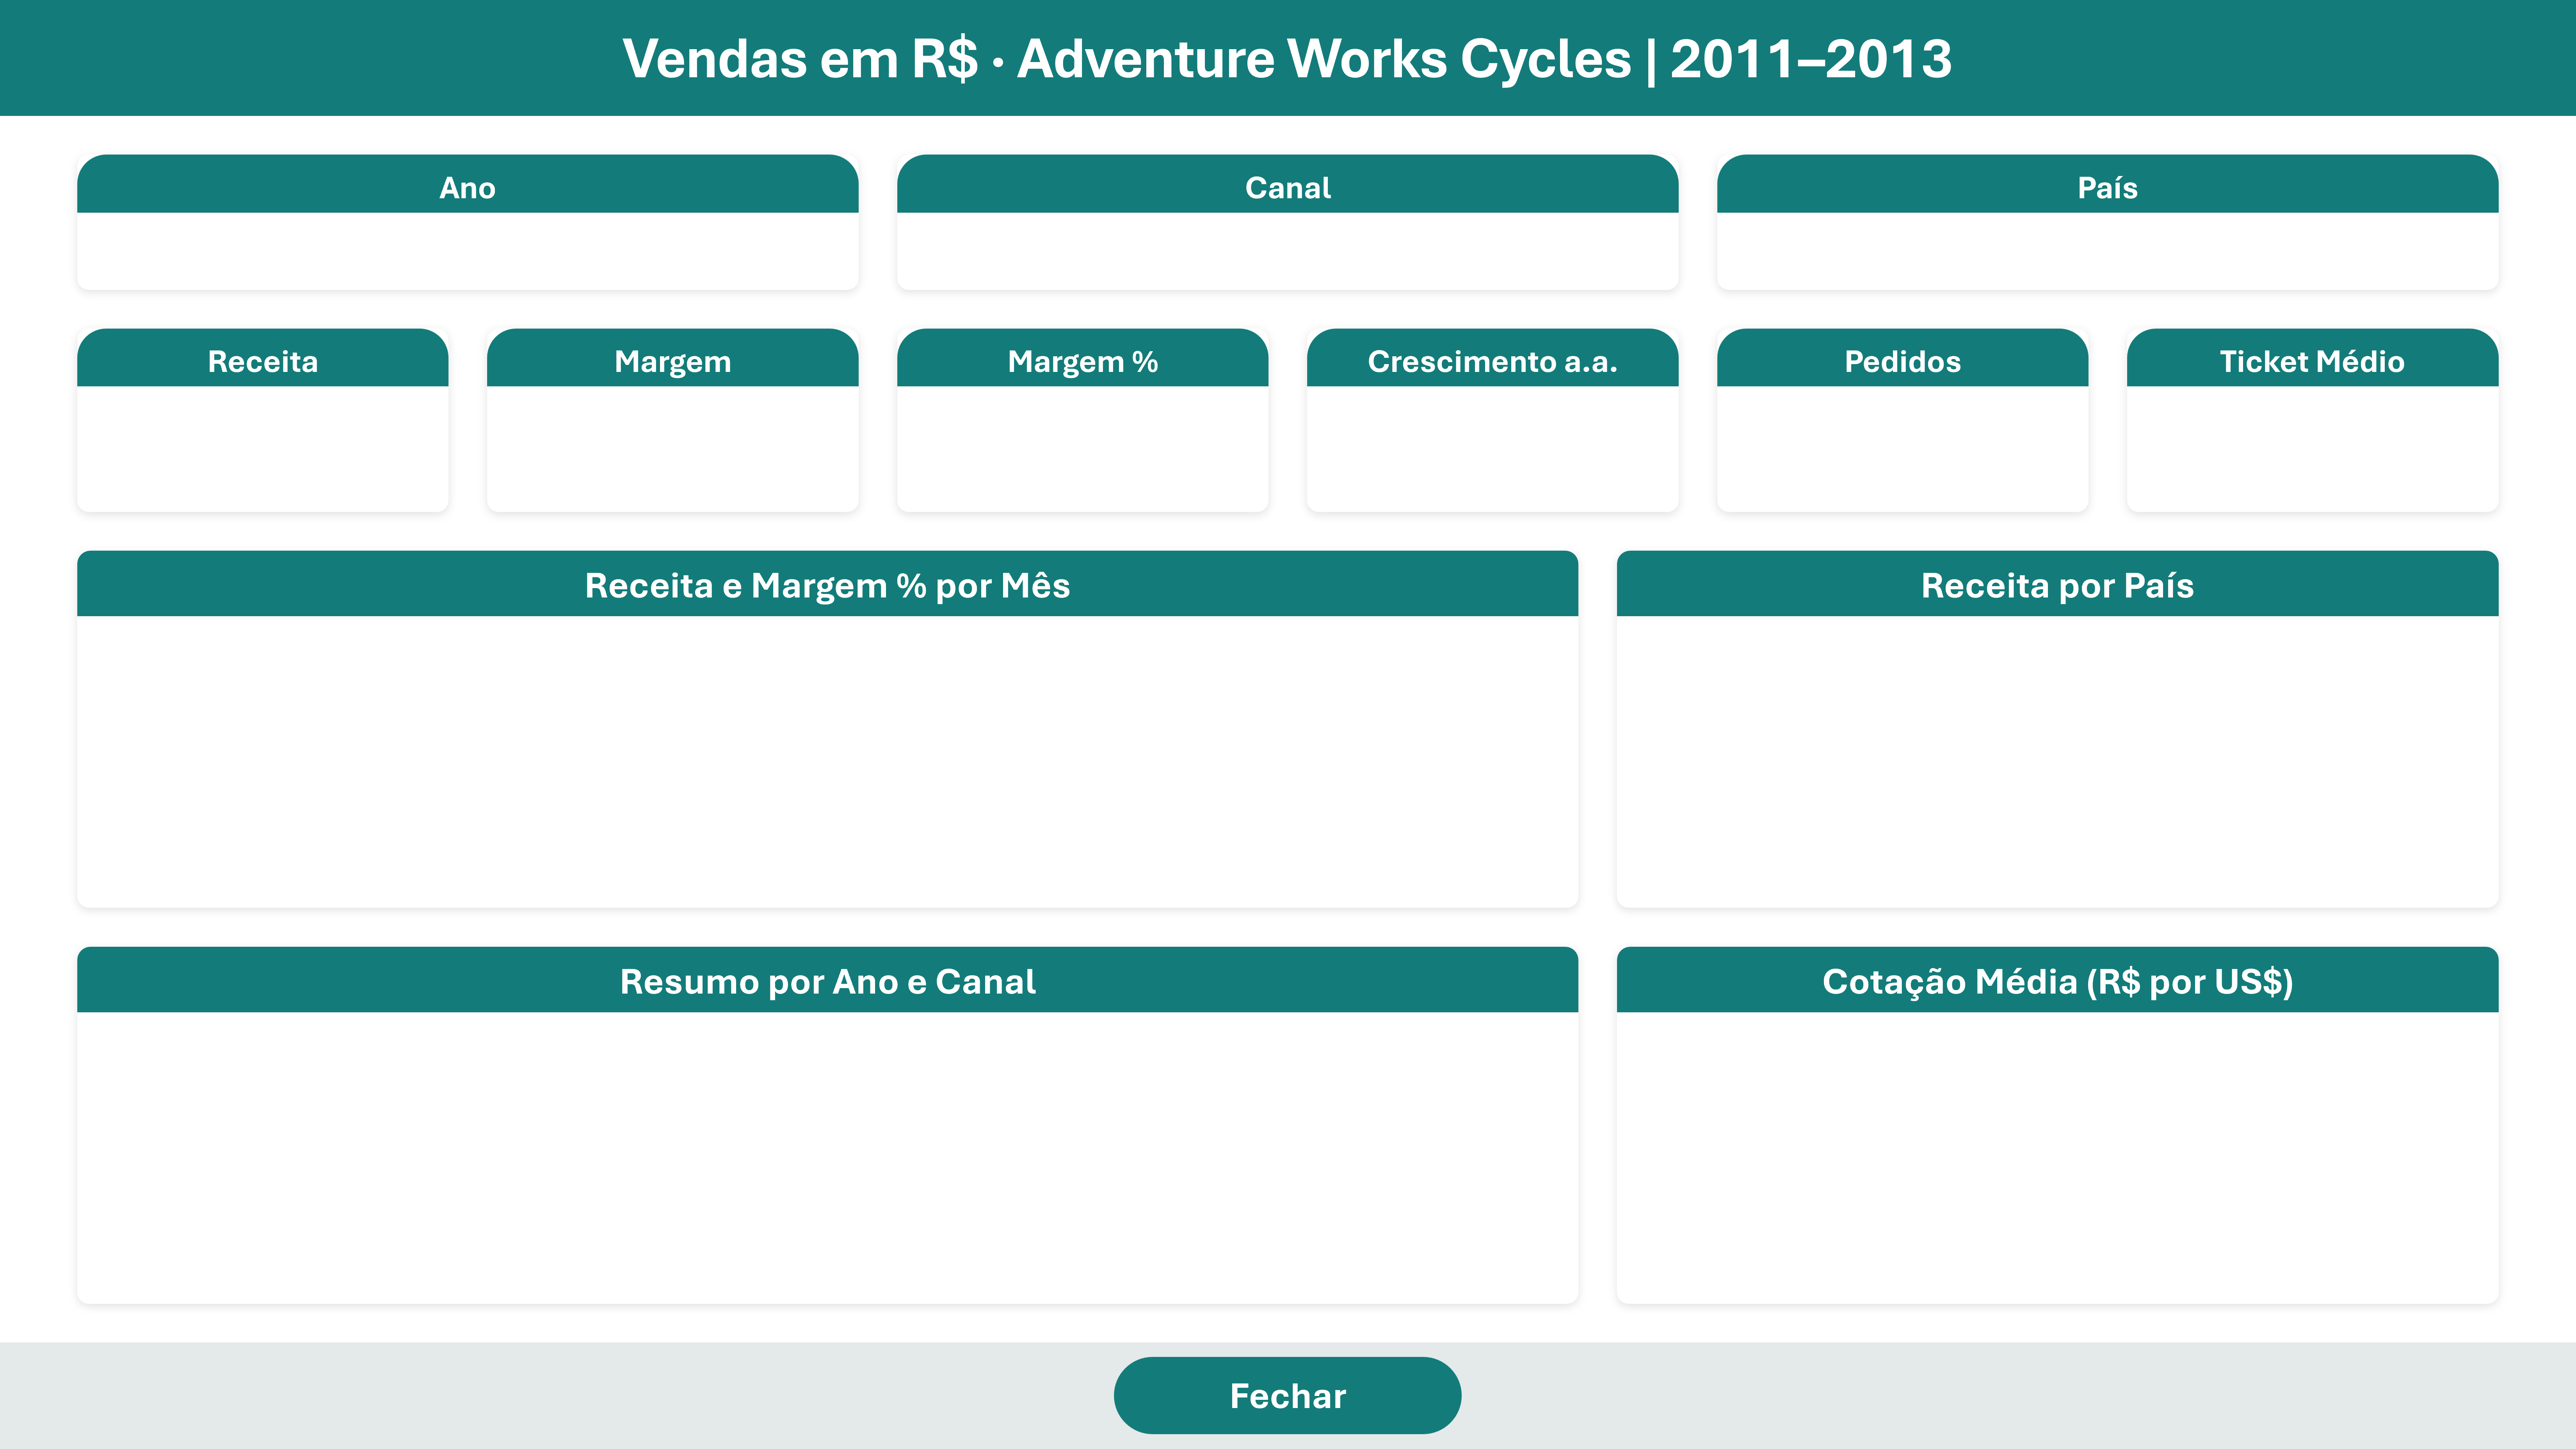 Vendas em R$ · Adventure Works Cycles | 2011–2013
Ano
Canal
País
Receita
Margem
Margem %
Crescimento a.a.
Pedidos
Ticket Médio
Receita e Margem % por Mês
Receita por País
Resumo por Ano e Canal
Cotação Média (R$ por US$)
Fechar